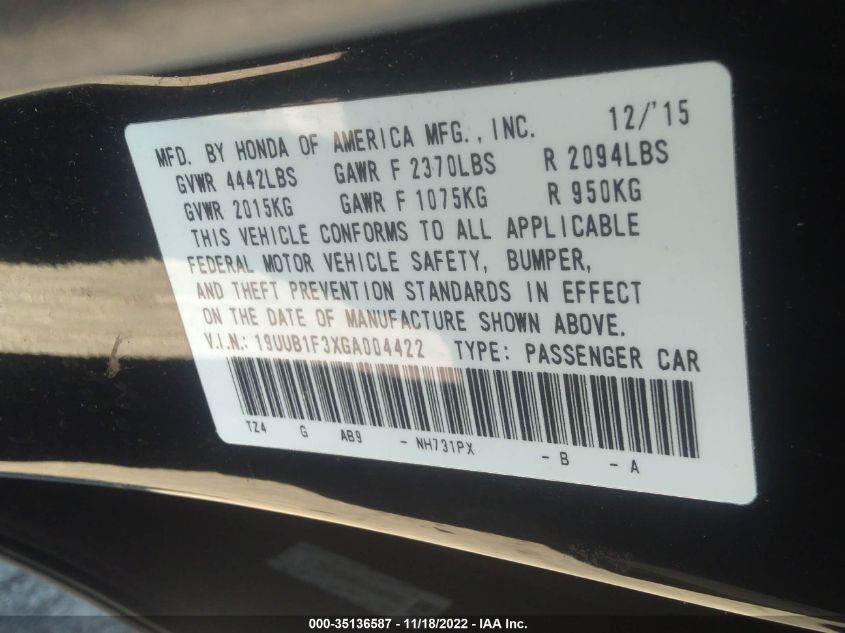 MFD. BY HONDA OF AMERICA MFG., INC. 12/'15
GVWR 4442LBS GAWR F 2370LBS R 2094LBS
GVWR 2015KG GAWR F 1075KG R 950KG
THIS VEHICLE CONFORMS TO ALL APPLICABLE
FEDERAL MOTOR VEHICLE SAFETY, BUMPER,
AND THEFT PREVENTION STANDARDS IN EFFECT
ON THE DATE OF MANUFACTURE SHOWN ABOVE.
V.I.N.: 19UUB1F3XGA004422 TYPE: PASSENGER CAR
TZ4 G AB9 - NH731PX - B - A
000-35136587 - 11/18/2022 - IAA Inc.